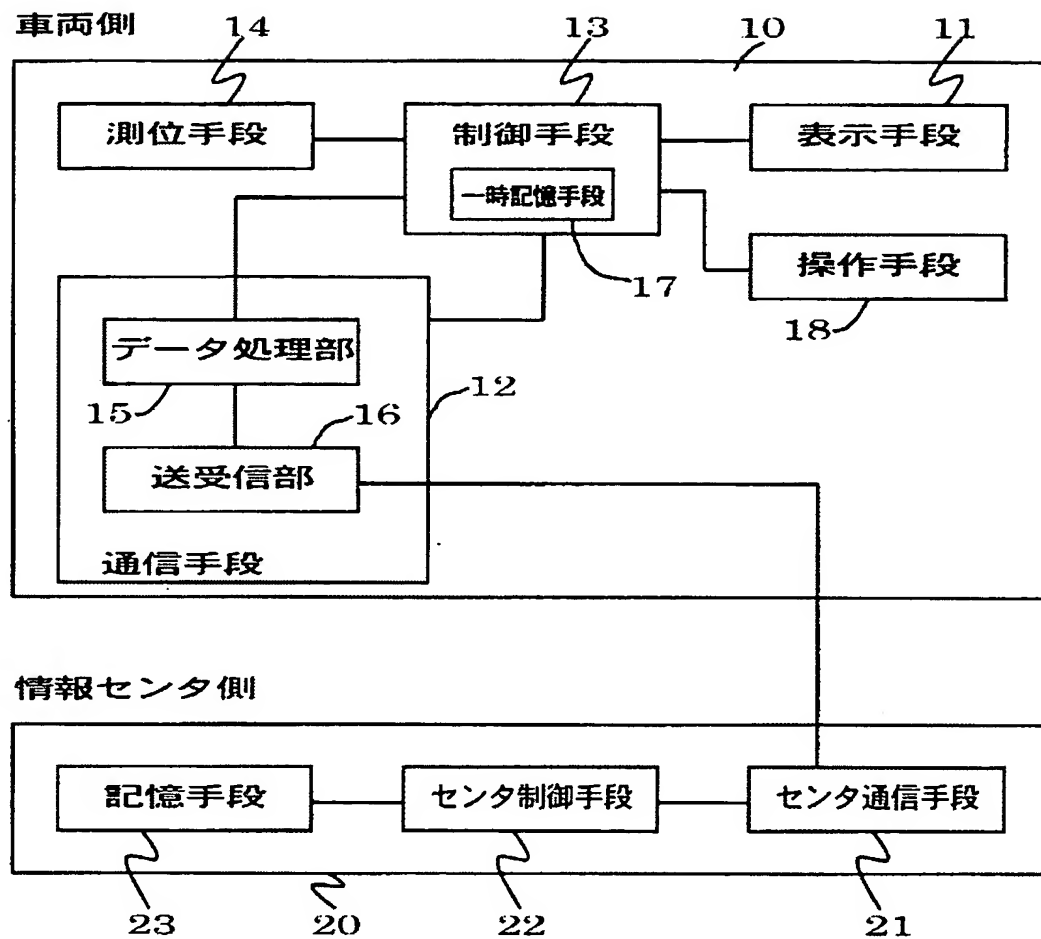 車両側
14
13
10
11
測位手段
制御手段
表示手段
一時記憶手段
17
操作手段
18
データ処理部
15
16
12
送受信部
通信手段
情報センタ側
記憶手段
センタ制御手段
センタ通信手段
23
20
22
21